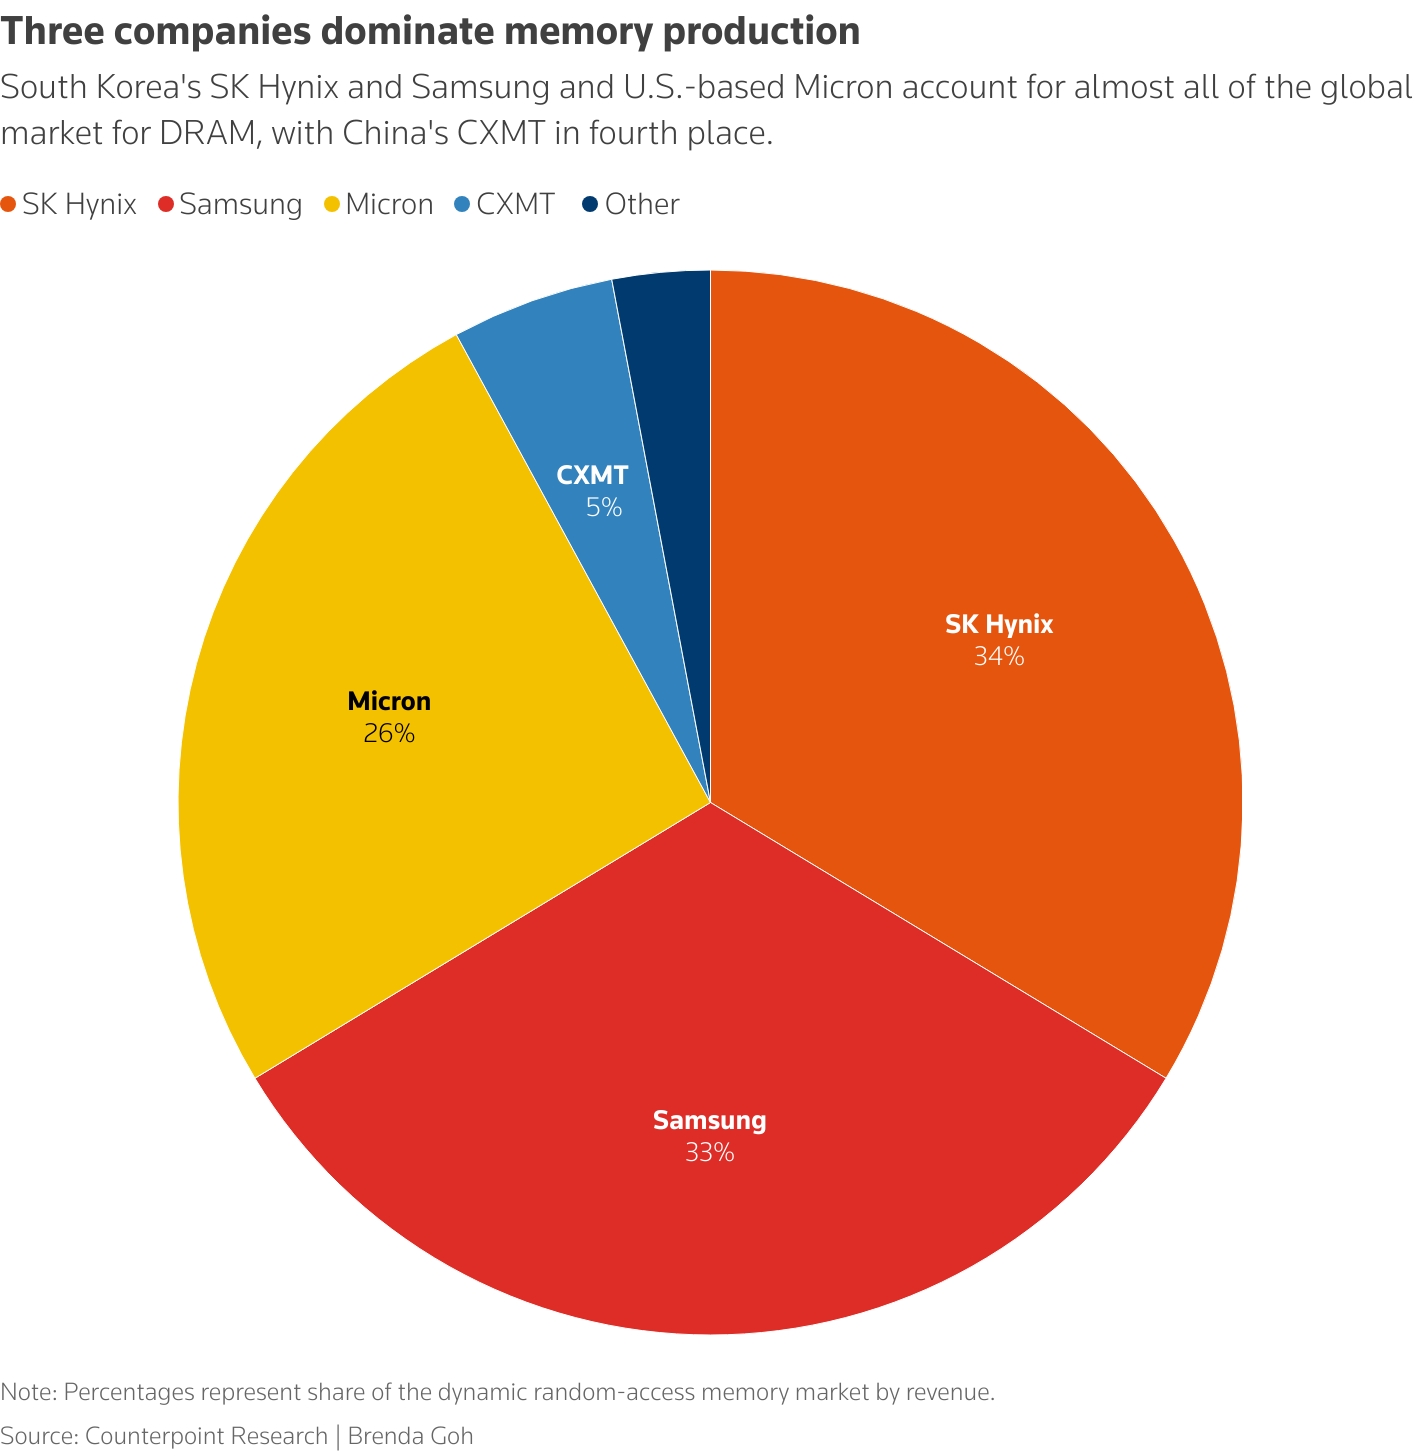 Three companies dominate memory production
South Korea's SK Hynix and Samsung and U.S.-based Micron account for almost all of the global
market for DRAM, with China's CXMT in fourth place.
SK Hynix Samsung Micron CXMT Other
CXMT
5%
SK Hynix
34%
Micron
26%
Samsung
33%
Note: Percentages represent share of the dynamic random-access memory market by revenue.
Source: Counterpoint Research | Brenda Goh